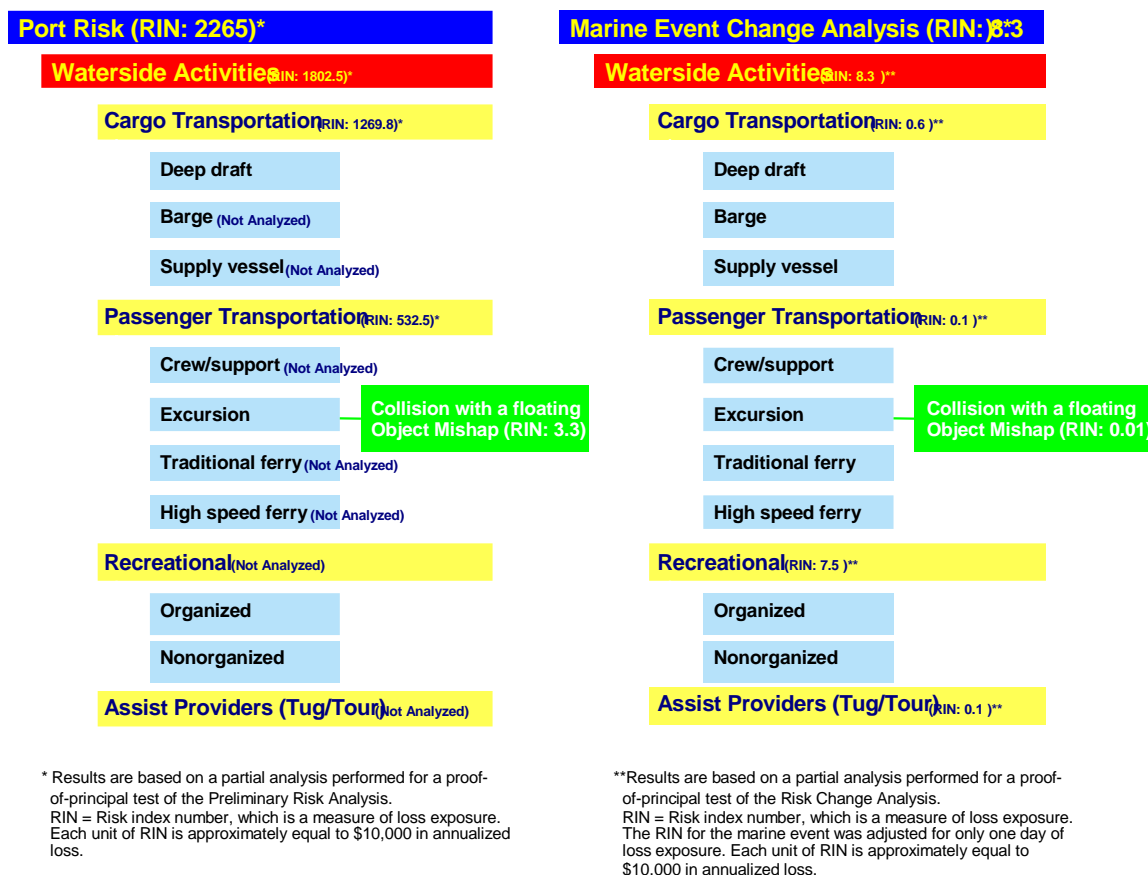 Port Risk (RIN: 2265)*
Waterside Activities (RIN: 1802.5)*
Cargo Transportation (RIN: 1269.8)*
Deep draft
Barge (Not Analyzed)
Supply vessel (Not Analyzed)
Passenger Transportation (RIN: 532.5)*
Crew/support (Not Analyzed)
Excursion
Collision with a floating
Object Mishap (RIN: 3.3)
Traditional ferry (Not Analyzed)
High speed ferry (Not Analyzed)
Recreational (Not Analyzed)
Organized
Nonorganized
Assist Providers (Tug/Tour) (Not Analyzed)
* Results are based on a partial analysis performed for a proof-
of-principal test of the Preliminary Risk Analysis.
RIN = Risk index number, which is a measure of loss exposure.
Each unit of RIN is approximately equal to $10,000 in annualized
loss.
Marine Event Change Analysis (RIN: 8.3)**
Waterside Activities (RIN: 8.3 )**
Cargo Transportation (RIN: 0.6 )**
Deep draft
Barge
Supply vessel
Passenger Transportation (RIN: 0.1 )**
Crew/support
Excursion
Collision with a floating
Object Mishap (RIN: 0.01)
Traditional ferry
High speed ferry
Recreational (RIN: 7.5 )**
Organized
Nonorganized
Assist Providers (Tug/Tour) (RIN: 0.1 )**
**Results are based on a partial analysis performed for a proof-
of-principal test of the Risk Change Analysis.
RIN = Risk index number, which is a measure of loss exposure.
The RIN for the marine event was adjusted for only one day of
loss exposure. Each unit of RIN is approximately equal to
$10,000 in annualized loss.